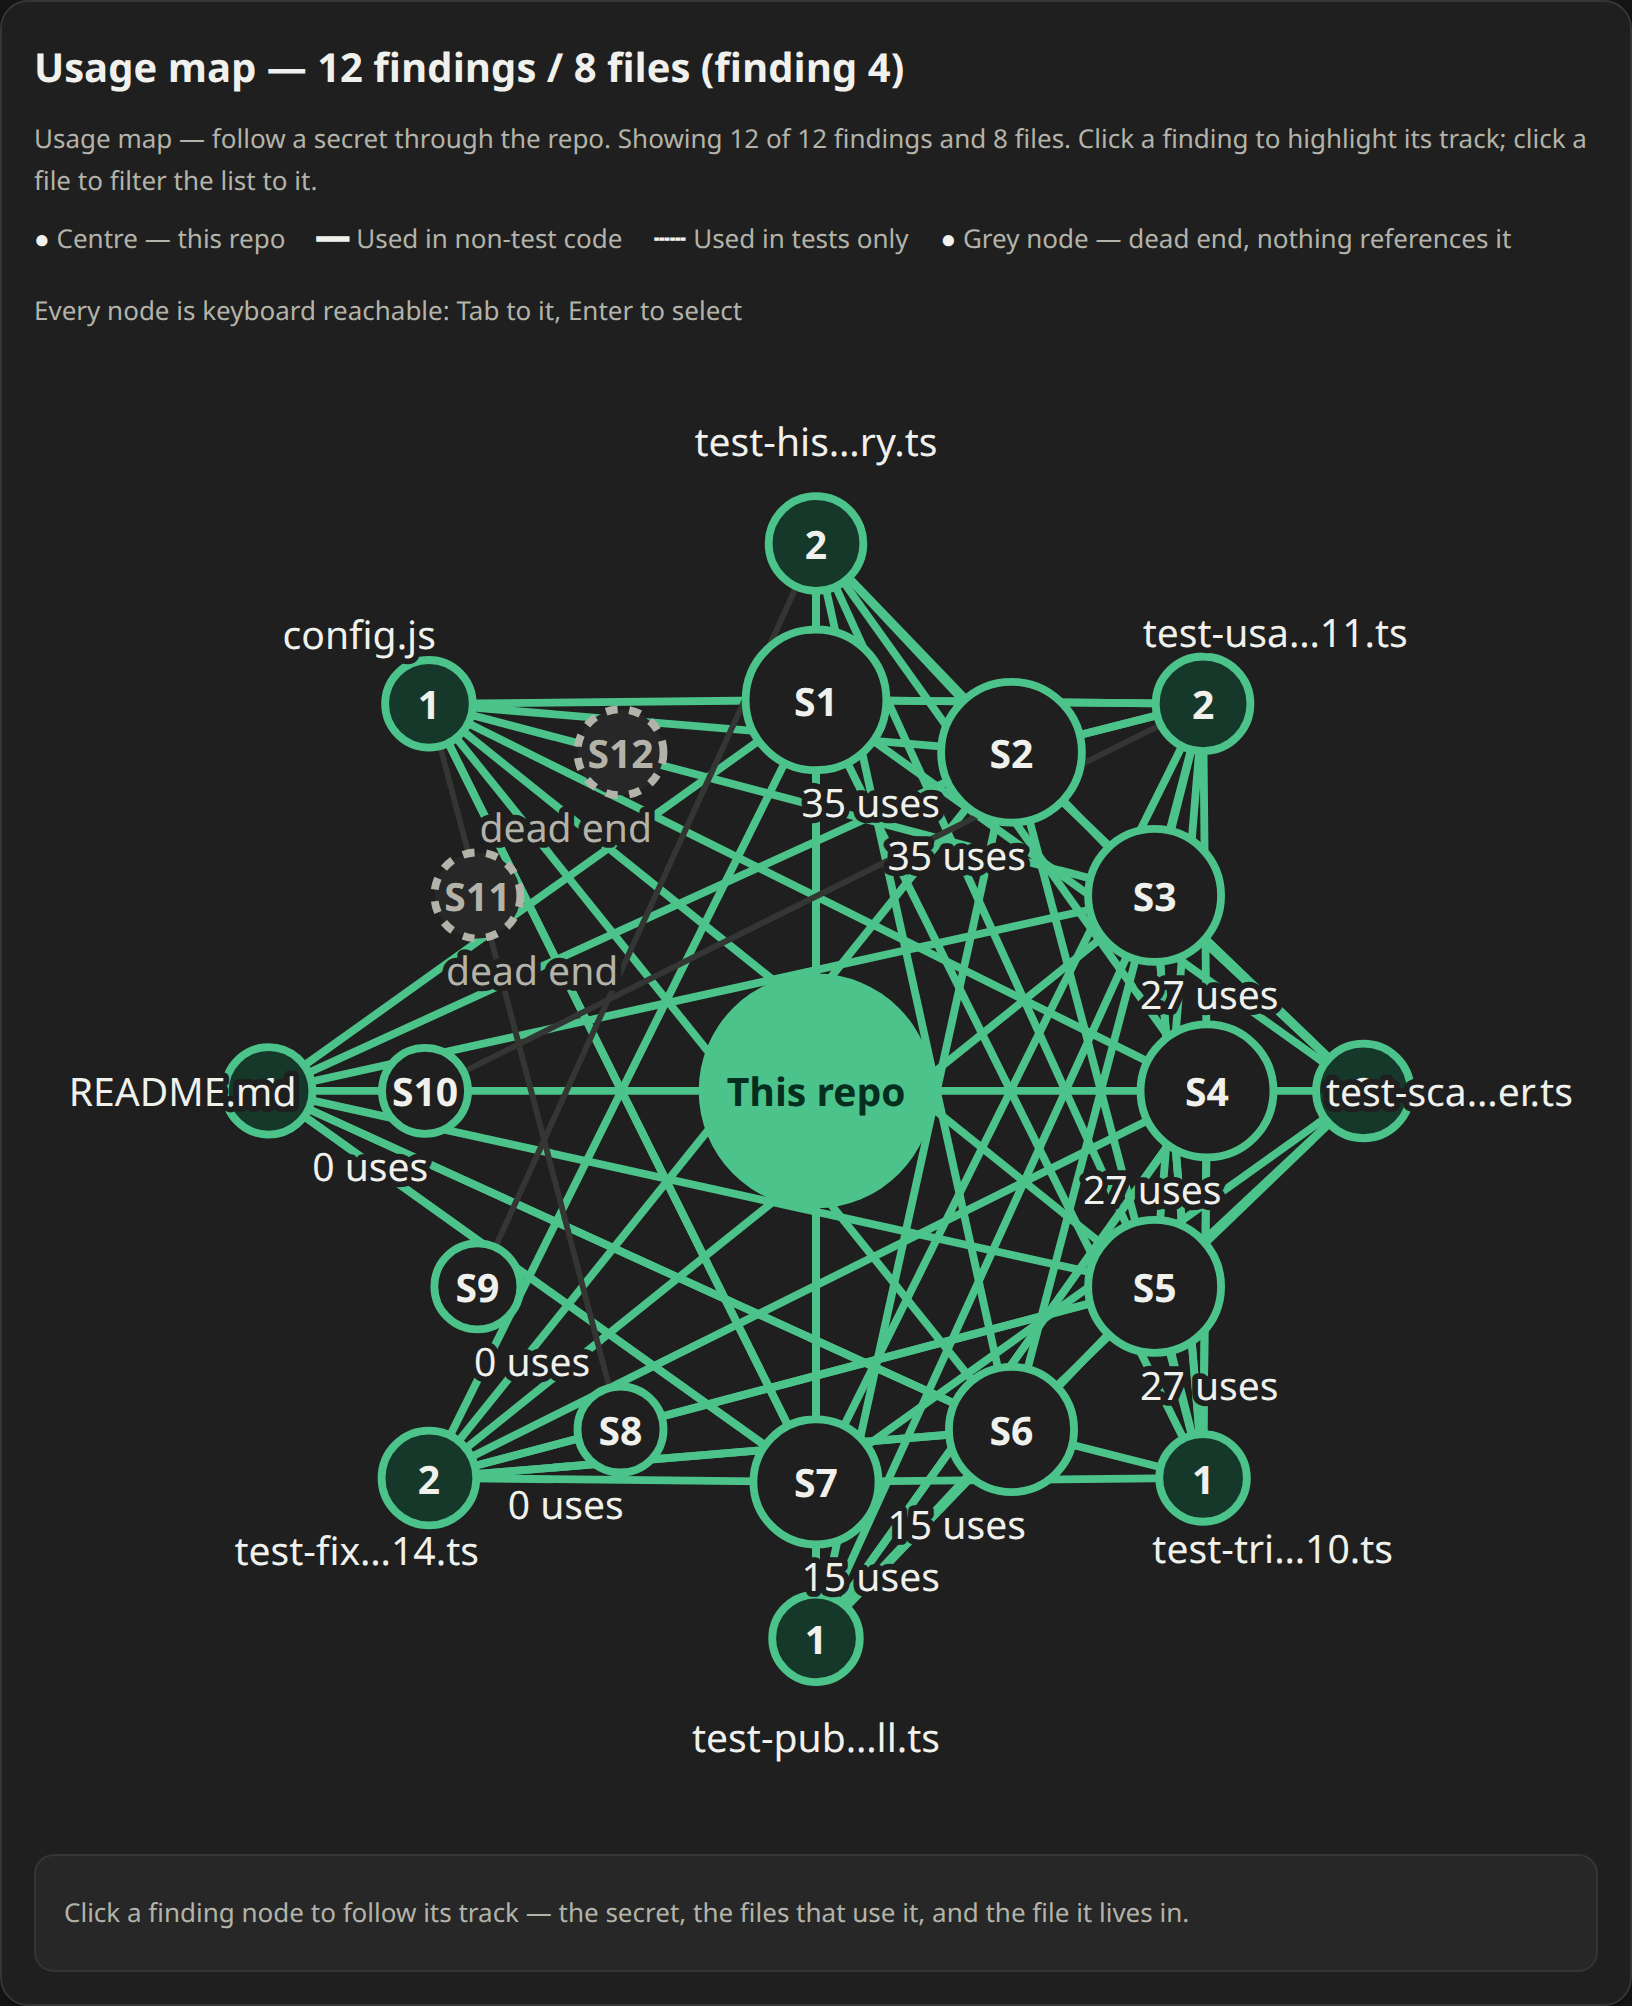 Usage map — 12 findings / 8 files (finding 4)
Usage map — follow a secret through the repo. Showing 12 of 12 findings and 8 files. Click a finding to highlight its track; click a
file to filter the list to it.
● Centre — this repo
Used in non-test code
Used in tests only
● Grey node — dead end, nothing references it
Every node is keyboard reachable: Tab to it, Enter to select
test-his…ry.ts
2
config.js
test-usa…11.ts
1
2
S1
S12
S2
35 uses
dead end
35 uses
S11
S3
dead end
27 uses
README.md
S10
This repo
S4
test-sca…er.ts
0 uses
27 uses
S9
S5
0 uses
27 uses
S8
S6
2
S7
1
0 uses
15 uses
test-fix…14.ts
test-tri…10.ts
15 uses
1
test-pub…ll.ts
Click a finding node to follow its track — the secret, the files that use it, and the file it lives in.